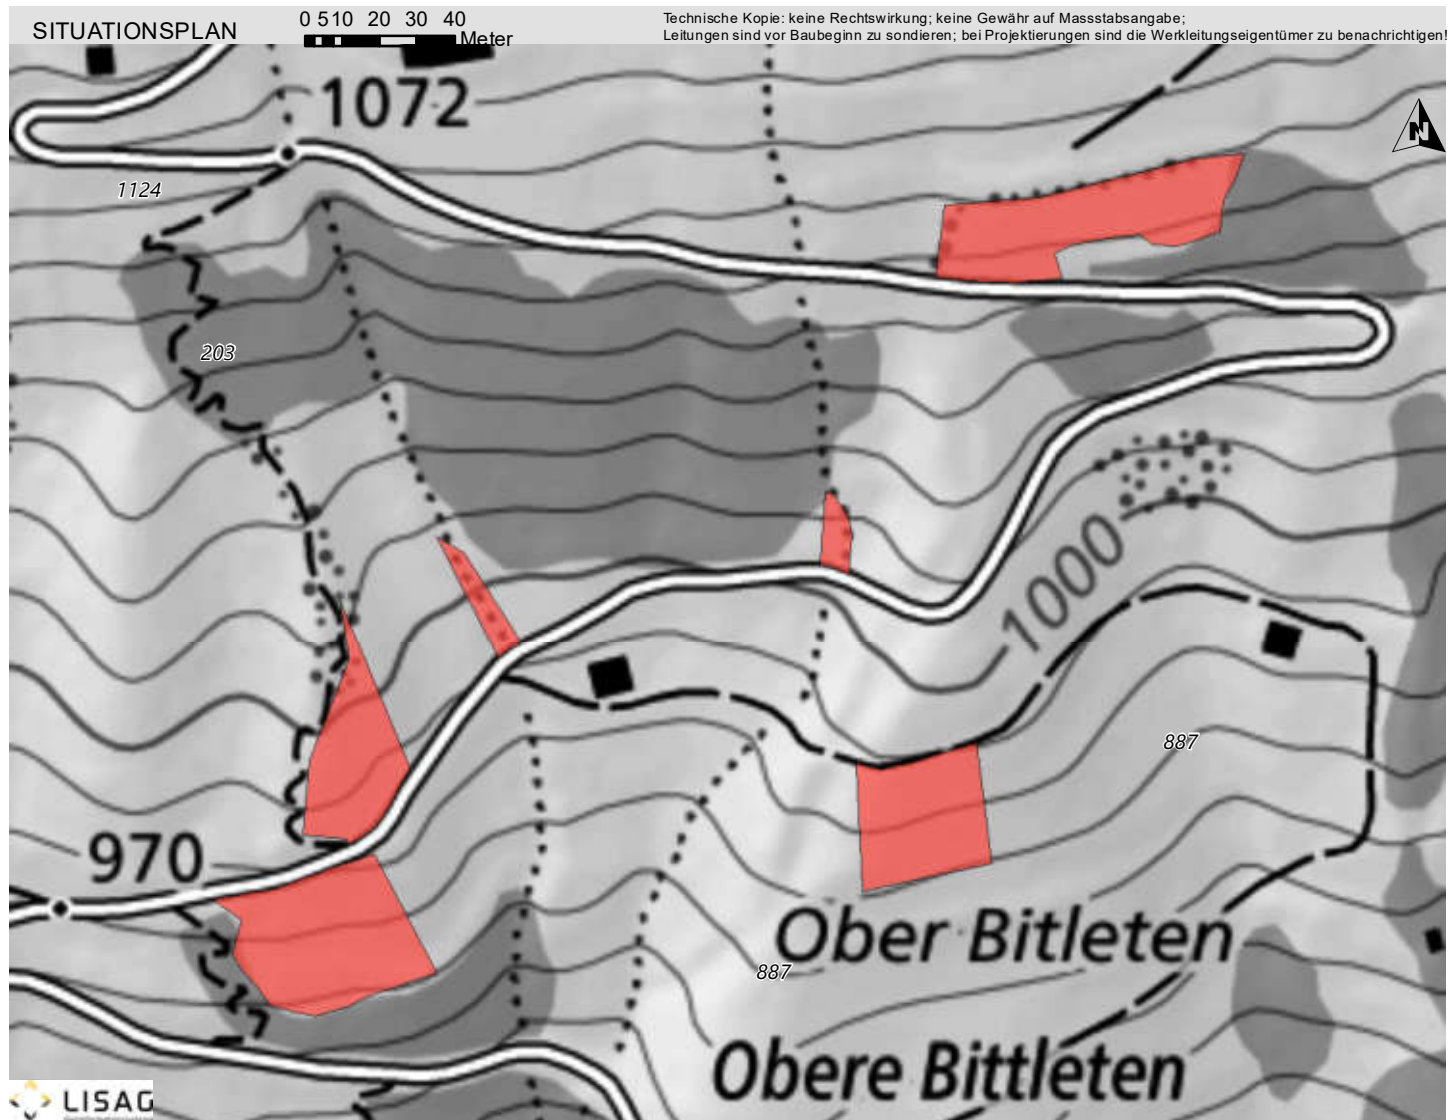 SITUATIONSPLAN
0 5 10 20 30 40
Meter
Technische Kopie: keine Rechtswirkung; keine Gewähr auf Massstabsangabe;
Leitungen sind vor Baubeginn zu sondieren; bei Projektierungen sind die Werkleitungseigentümer zu benachrichtigen!
1072
N
1124
203
1000
887
970
Ober Bitleten
887
Obere Bittleten
LISAG